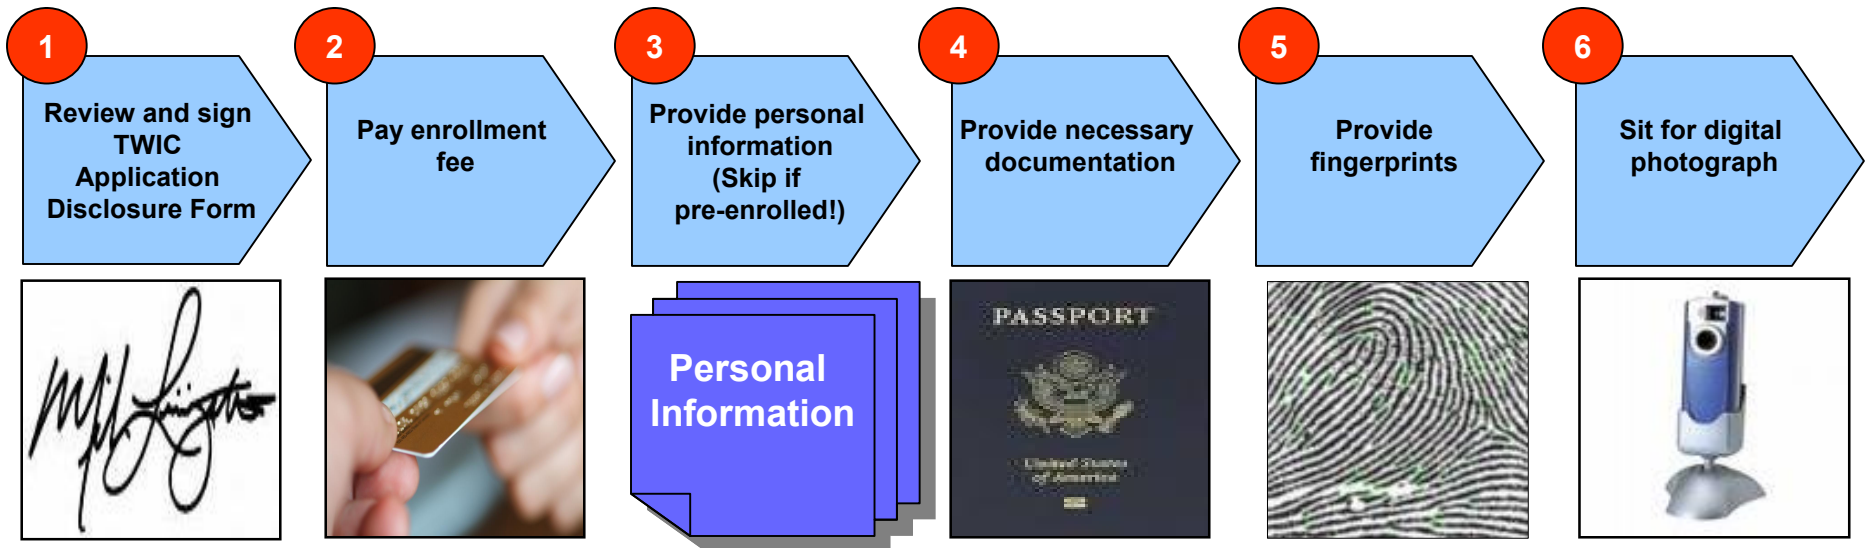 1
Review and sign
TWIC
Application
Disclosure Form
2
Pay enrollment
fee
3
Provide personal
information
(Skip if
pre-enrolled!)
4
Provide necessary
documentation
5
Provide
fingerprints
6
Sit for digital
photograph
Personal
Information
PASSPORT
United States
of America